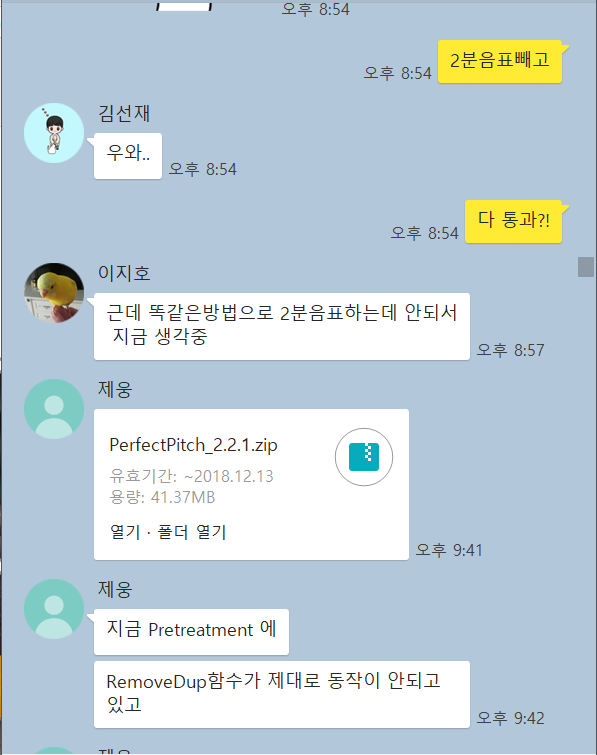 오후 8:54
2분음표빼고
오후 8:54
김선재
우와..
오후 8:54
다 통과?!
오후 8:54
이지호
근데 똑같은방법으로 2분음표하는데 안되서
지금 생각중
오후 8:57
제웅
PerfectPitch_2.2.1.zip
유효기간: ~2018.12.13
용량: 41.37MB
열기 · 폴더 열기
오후 9:41
제웅
지금 Pretreatment 에
RemoveDup함수가 제대로 동작이 안되고
있고
오후 9:42
제웅